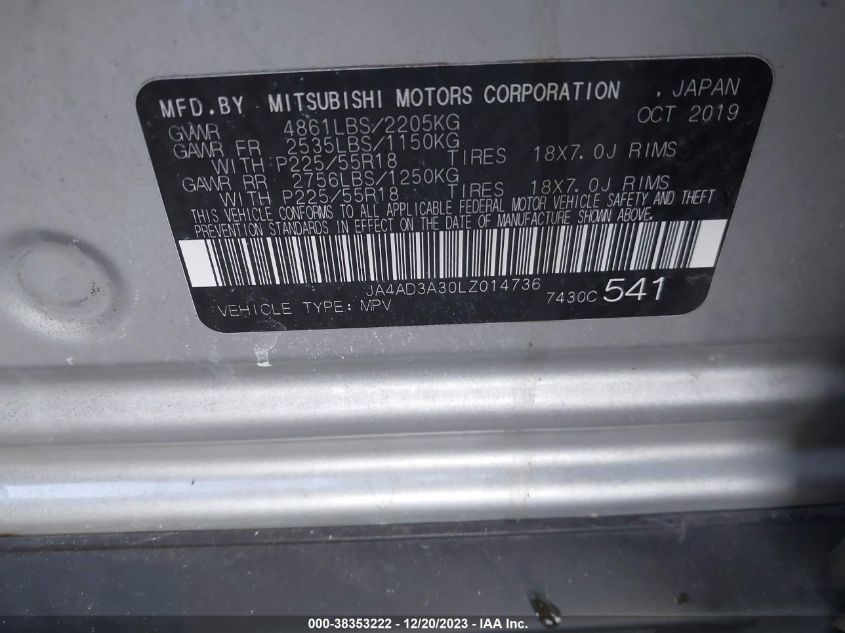 MFD.BY MITSUBISHI MOTORS CORPORATION , JAPAN
OCT 2019
GVWR 4861LBS/2205KG
GAWR FR 2535LBS/1150KG
WITH P225/55R18 TIRES 18X7.0J RIMS
GAWR RR 2756LBS/1250KG
WITH P225/55R18 TIRES 18X7.0J RIMS
THIS VEHICLE CONFORMS TO ALL APPLICABLE FEDERAL MOTOR VEHICLE SAFETY AND THEFT
PREVENTION STANDARDS IN EFFECT ON THE DATE OF MANUFACTURE SHOWN ABOVE.
JA4AD3A30LZ014736
VEHICLE TYPE: MPV 7430C 541
000-38353222 - 12/20/2023 - IAA Inc.